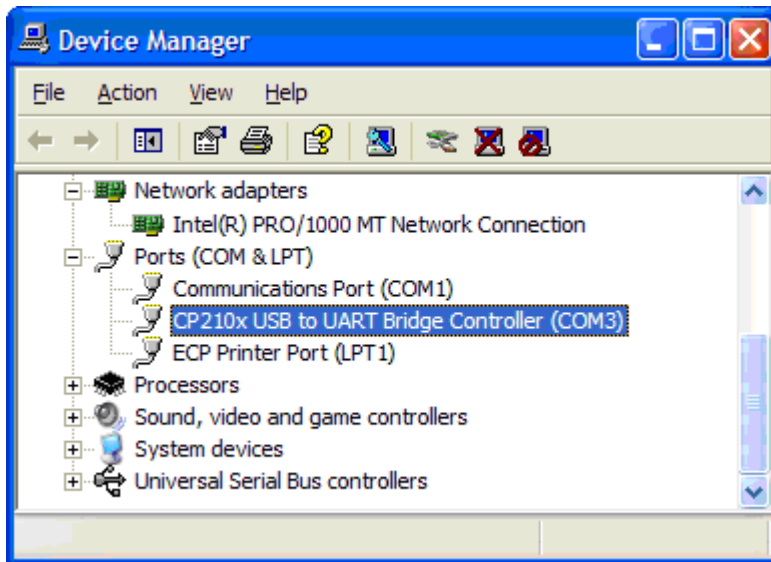 Device Manager
File Action View Help
Network adapters
Intel(R) PRO/1000 MT Network Connection
Ports (COM & LPT)
Communications Port (COM1)
CP210x USB to UART Bridge Controller (COM3)
ECP Printer Port (LPT1)
Processors
Sound, video and game controllers
System devices
Universal Serial Bus controllers